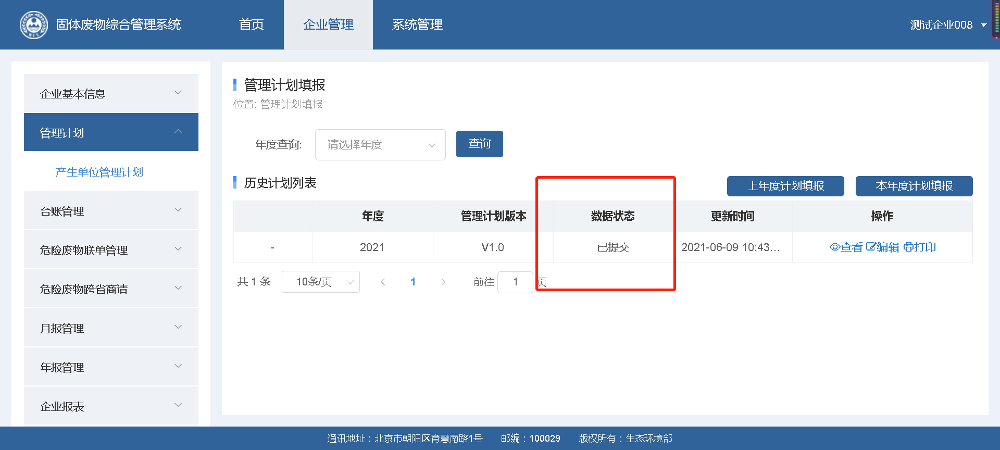 固体废物综合管理系统 首页 企业管理 系统管理 测试企业008
企业基本信息
管理计划
产生单位管理计划
台账管理
危险废物联单管理
危险废物跨省商请
月报管理
年报管理
企业报表
管理计划填报
位置: 管理计划填报
年度查询: 请选择年度 查询
历史计划列表 上年度计划填报 本年度计划填报
年度 管理计划版本 数据状态 更新时间 操作
- 2021 V1.0 已提交 2021-06-09 10:43... 查看 编辑 打印
共 1 条 10条/页 1 前往 1 页
通讯地址：北京市朝阳区育慧南路1号 邮编：100029 版权所有：生态环境部